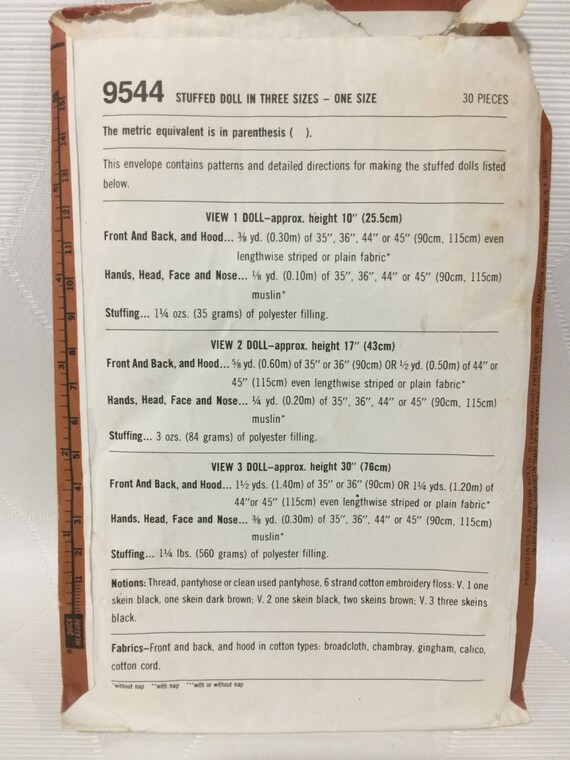 9544 STUFFED DOLL IN THREE SIZES – ONE SIZE 30 PIECES
The metric equivalent is in parenthesis ( ).
This envelope contains patterns and detailed directions for making the stuffed dolls listed
below.
VIEW 1 DOLL–approx. height 10" (25.5cm)
Front And Back, and Hood... ⅜ yd. (0.30m) of 35", 36", 44" or 45" (90cm, 115cm) even
lengthwise striped or plain fabric*
Hands, Head, Face and Nose... ⅛ yd. (0.10m) of 35", 36", 44" or 45" (90cm, 115cm)
muslin*
Stuffing... 1¼ ozs. (35 grams) of polyester filling.
VIEW 2 DOLL–approx. height 17" (43cm)
Front And Back, and Hood... ⅝ yd. (0.60m) of 35" or 36" (90cm) OR ½ yd. (0.50m) of 44" or
45" (115cm) even lengthwise striped or plain fabric*
Hands, Head, Face and Nose... ¼ yd. (0.20m) of 35", 36", 44" or 45" (90cm, 115cm)
muslin*
Stuffing... 3 ozs. (84 grams) of polyester filling.
VIEW 3 DOLL–approx. height 30" (76cm)
Front And Back, and Hood... 1½ yds. (1.40m) of 35" or 36" (90cm) OR 1¼ yds. (1.20m) of
44"or 45" (115cm) even lengthwise striped or plain fabric*
Hands, Head, Face and Nose... ⅜ yd. (0.30m) of 35", 36", 44" or 45" (90cm, 115cm)
muslin*
Stuffing... 1¼ lbs. (560 grams) of polyester filling.
Notions: Thread, pantyhose or clean used pantyhose, 6 strand cotton embroidery floss: V. 1 one
skein black, one skein dark brown; V. 2 one skein black, two skeins brown; V. 3 three skeins
black.
Fabrics–Front and back, and hood in cotton types: broadcloth, chambray, gingham, calico,
cotton cord.
*without nap **with nap ***with or without nap
QUICK
MEASURE
PRINTED IN U.S.A.